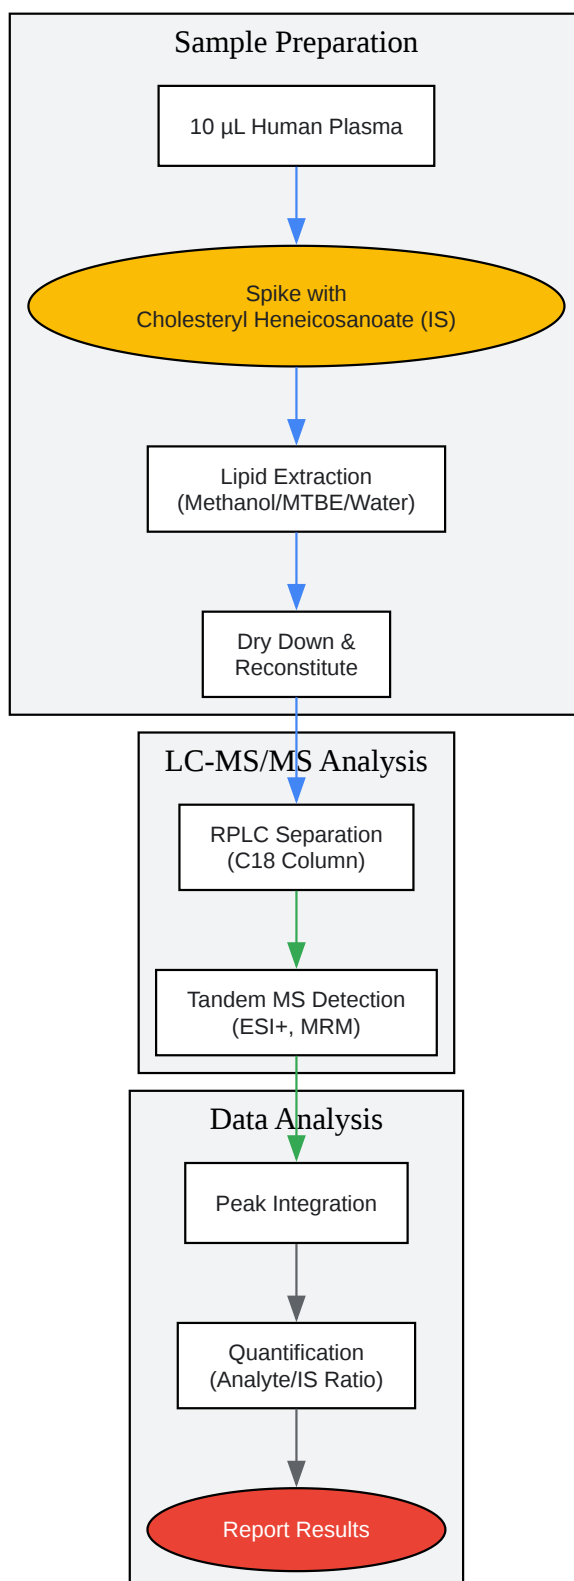 Sample Preparation
10 µL Human Plasma
Spike with
Cholesteryl Heneicosanoate (IS)
Lipid Extraction
(Methanol/MTBE/Water)
Dry Down &
Reconstitute
LC-MS/MS Analysis
RPLC Separation
(C18 Column)
Tandem MS Detection
(ESI+, MRM)
Data Analysis
Peak Integration
Quantification
(Analyte/IS Ratio)
Report Results